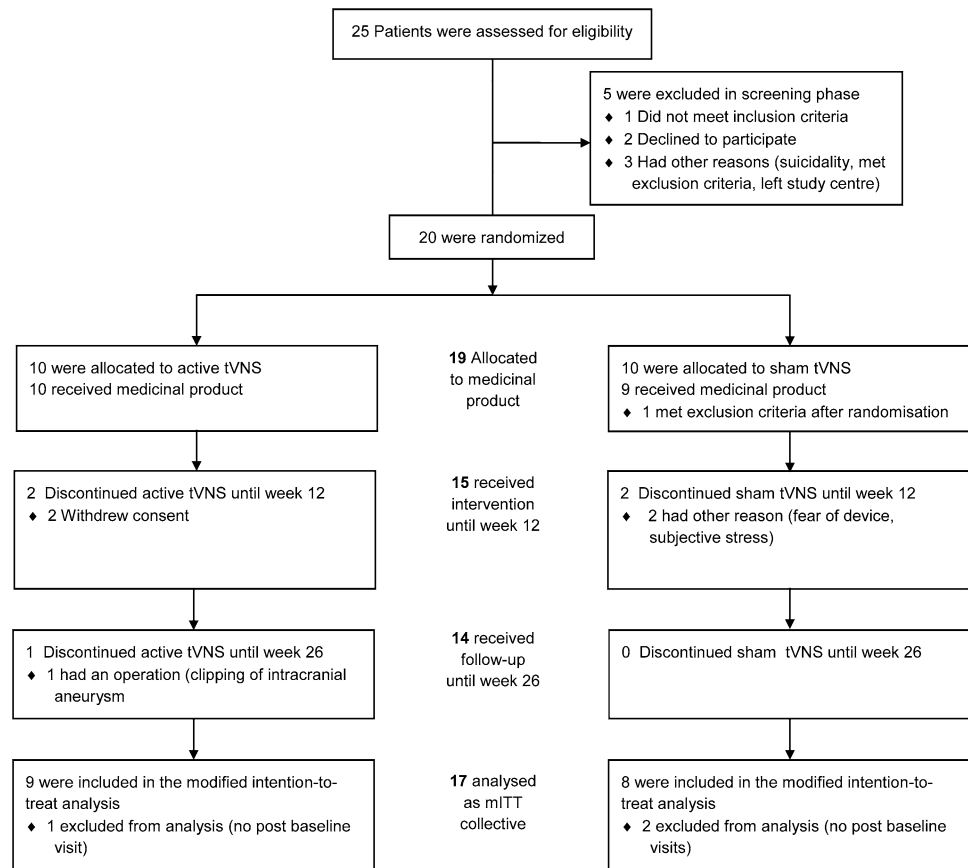 25 Patients were assessed for eligibility
5 were excluded in screening phase
♦ 1 Did not meet inclusion criteria
♦ 2 Declined to participate
♦ 3 Had other reasons (suicidality, met
exclusion criteria, left study centre)
20 were randomized
10 were allocated to active tVNS
10 received medicinal product
19 Allocated
to medicinal
product
10 were allocated to sham tVNS
9 received medicinal product
♦ 1 met exclusion criteria after randomisation
2 Discontinued active tVNS until week 12
♦ 2 Withdrew consent
15 received
intervention
until week 12
2 Discontinued sham tVNS until week 12
♦ 2 had other reason (fear of device,
subjective stress)
1 Discontinued active tVNS until week 26
♦ 1 had an operation (clipping of intracranial
aneurysm
14 received
follow-up
until week 26
0 Discontinued sham tVNS until week 26
9 were included in the modified intention-to-
treat analysis
♦ 1 excluded from analysis (no post baseline
visit)
17 analysed
as mITT
collective
8 were included in the modified intention-to-
treat analysis
♦ 2 excluded from analysis (no post baseline
visits)